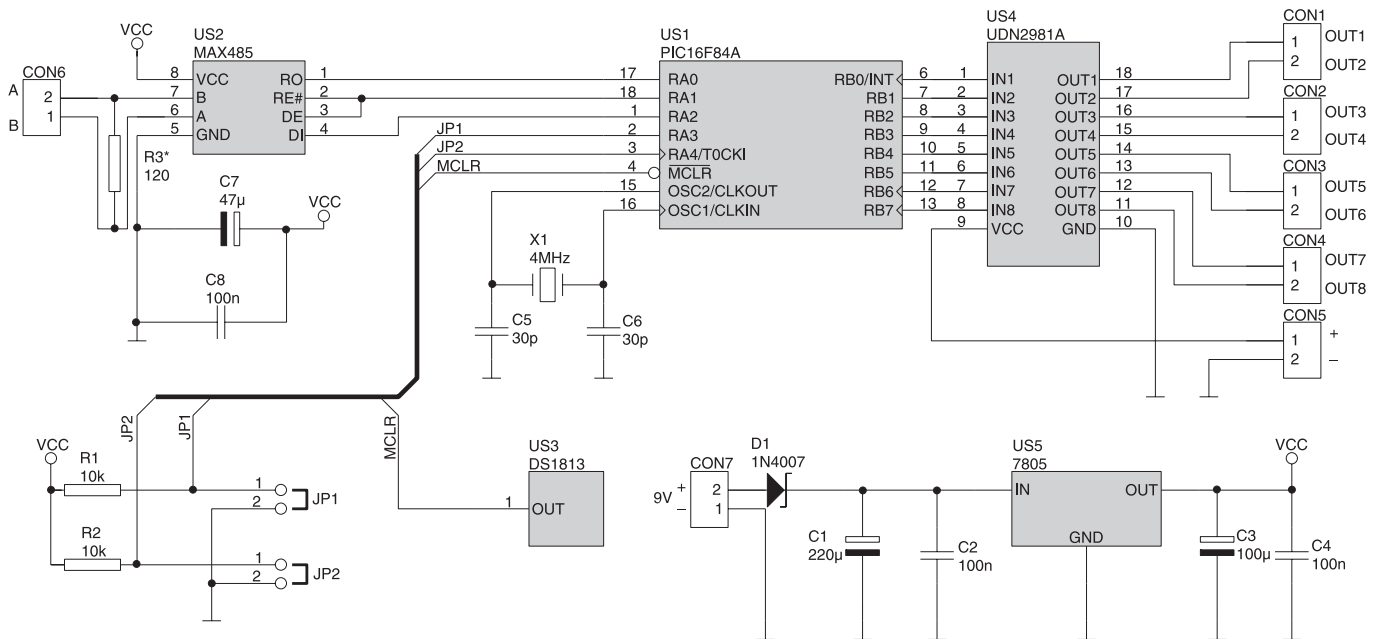 VCC
US2
MAX485
CON6
A
2
B
1
8
VCC
RO
1
7
B
RE#
2
6
A
DE
3
5
GND
DI
4
R3*
120
C7
47µ
VCC
C8
100n
JP1
JP2
MCLR
US1
PIC16F84A
17
RA0
RB0/INT
6
18
RA1
RB1
7
1
RA2
RB2
8
2
RA3
RB3
9
3
RA4/T0CKI
RB4
10
4
MCLR
RB5
11
15
OSC2/CLKOUT
RB6
12
16
OSC1/CLKIN
RB7
13
X1
4MHz
C5
30p
C6
30p
US4
UDN2981A
1
IN1
OUT1
18
2
IN2
OUT2
17
3
IN3
OUT3
16
4
IN4
OUT4
15
5
IN5
OUT5
14
6
IN6
OUT6
13
7
IN7
OUT7
12
8
IN8
OUT8
11
9
VCC
GND
10
CON1
1
OUT1
2
OUT2
CON2
1
OUT3
2
OUT4
CON3
1
OUT5
2
OUT6
CON4
1
OUT7
2
OUT8
CON5
1
+
2
–
JP2
JP1
MCLR
VCC
R1
10k
1
2
JP1
R2
10k
1
2
JP2
US3
DS1813
1
OUT
CON7
9V
+
2
–
1
D1
1N4007
C1
220µ
C2
100n
US5
7805
IN
OUT
GND
VCC
C3
100µ
C4
100n